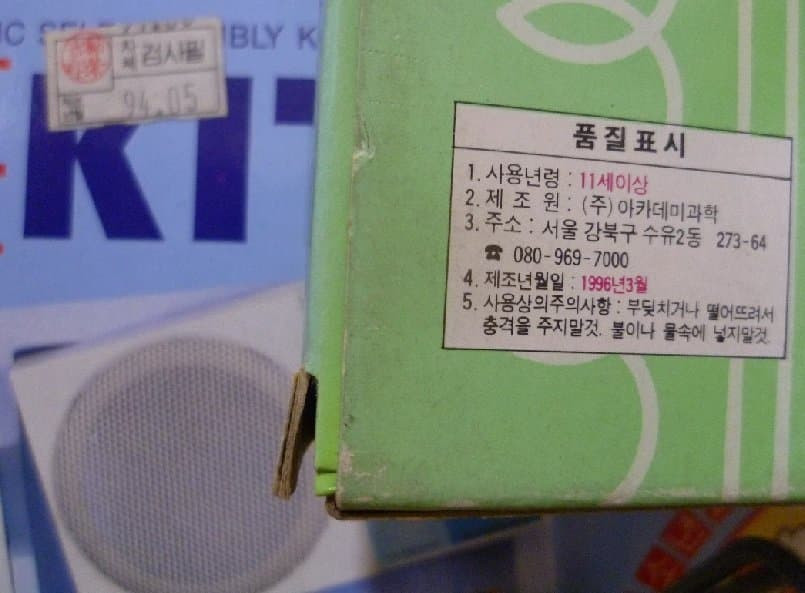 BLY K
자체 검사필
94.05
KIT
품질표시
1. 사용년령 : 11세이상
2. 제 조 원 : (주)아카데미과학
3. 주소 : 서울 강북구 수유2동 273-64
☎ 080-969-7000
4. 제조년월일 : 1996년3월
5. 사용상의주의사항 : 부딪치거나 떨어뜨려서
충격을 주지말것. 불이나 물속에 넣지말것.